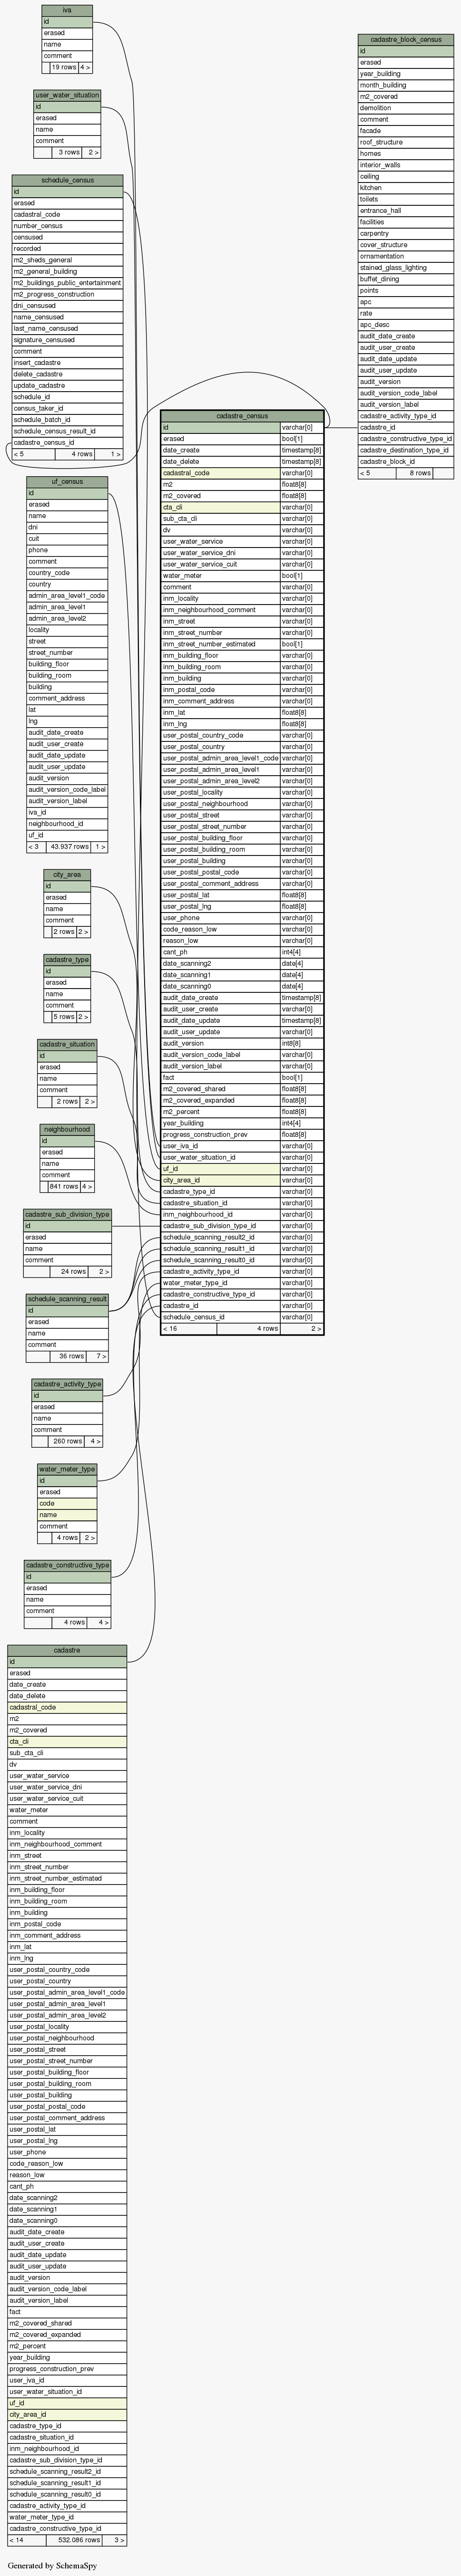 iva
id
erased
name
comment
19 rows 4 >
user_water_situation
id
erased
name
comment
3 rows 2 >
schedule_census
id
erased
cadastral_code
number_census
censused
recorded
m2_sheds_general
m2_general_building
m2_buildings_public_entertainment
m2_progress_construction
dni_censused
name_censused
last_name_censused
signature_censused
comment
insert_cadastre
delete_cadastre
update_cadastre
schedule_id
census_taker_id
schedule_batch_id
schedule_census_result_id
cadastre_census_id
< 5 4 rows 1 >
uf_census
id
erased
name
dni
cuit
phone
comment
country_code
country
admin_area_level1_code
admin_area_level1
admin_area_level2
locality
street
street_number
building_floor
building_room
building
comment_address
lat
lng
audit_date_create
audit_user_create
audit_date_update
audit_user_update
audit_version
audit_version_code_label
audit_version_label
iva_id
neighbourhood_id
uf_id
< 3 43.937 rows 1 >
city_area
id
erased
name
comment
2 rows 2 >
cadastre_type
id
erased
name
comment
5 rows 2 >
cadastre_situation
id
erased
name
comment
2 rows 2 >
neighbourhood
id
erased
name
comment
841 rows 4 >
cadastre_sub_division_type
id
erased
name
comment
24 rows 2 >
schedule_scanning_result
id
erased
name
comment
36 rows 7 >
cadastre_activity_type
id
erased
name
comment
260 rows 4 >
water_meter_type
id
erased
code
name
comment
4 rows 2 >
cadastre_constructive_type
id
erased
name
comment
4 rows 4 >
cadastre
id
erased
date_create
date_delete
cadastral_code
m2
m2_covered
cta_cli
sub_cta_cli
dv
user_water_service
user_water_service_dni
user_water_service_cuit
water_meter
comment
inm_locality
inm_neighbourhood_comment
inm_street
inm_street_number
inm_street_number_estimated
inm_building_floor
inm_building_room
inm_building
inm_postal_code
inm_comment_address
inm_lat
inm_lng
user_postal_country_code
user_postal_country
user_postal_admin_area_level1_code
user_postal_admin_area_level1
user_postal_admin_area_level2
user_postal_locality
user_postal_neighbourhood
user_postal_street
user_postal_street_number
user_postal_building_floor
user_postal_building_room
user_postal_building
user_postal_postal_code
user_postal_comment_address
user_postal_lat
user_postal_lng
user_phone
code_reason_low
reason_low
cant_ph
date_scanning2
date_scanning1
date_scanning0
audit_date_create
audit_user_create
audit_date_update
audit_user_update
audit_version
audit_version_code_label
audit_version_label
fact
m2_covered_shared
m2_covered_expanded
m2_percent
year_building
progress_construction_prev
user_iva_id
user_water_situation_id
uf_id
city_area_id
cadastre_type_id
cadastre_situation_id
inm_neighbourhood_id
cadastre_sub_division_type_id
schedule_scanning_result2_id
schedule_scanning_result1_id
schedule_scanning_result0_id
cadastre_activity_type_id
water_meter_type_id
cadastre_constructive_type_id
< 14 532.086 rows 3 >
cadastre_census
id varchar[0]
erased bool[1]
date_create timestamp[8]
date_delete timestamp[8]
cadastral_code varchar[0]
m2 float8[8]
m2_covered float8[8]
cta_cli varchar[0]
sub_cta_cli varchar[0]
dv varchar[0]
user_water_service varchar[0]
user_water_service_dni varchar[0]
user_water_service_cuit varchar[0]
water_meter bool[1]
comment varchar[0]
inm_locality varchar[0]
inm_neighbourhood_comment varchar[0]
inm_street varchar[0]
inm_street_number varchar[0]
inm_street_number_estimated bool[1]
inm_building_floor varchar[0]
inm_building_room varchar[0]
inm_building varchar[0]
inm_postal_code varchar[0]
inm_comment_address varchar[0]
inm_lat float8[8]
inm_lng float8[8]
user_postal_country_code varchar[0]
user_postal_country varchar[0]
user_postal_admin_area_level1_code varchar[0]
user_postal_admin_area_level1 varchar[0]
user_postal_admin_area_level2 varchar[0]
user_postal_locality varchar[0]
user_postal_neighbourhood varchar[0]
user_postal_street varchar[0]
user_postal_street_number varchar[0]
user_postal_building_floor varchar[0]
user_postal_building_room varchar[0]
user_postal_building varchar[0]
user_postal_postal_code varchar[0]
user_postal_comment_address varchar[0]
user_postal_lat float8[8]
user_postal_lng float8[8]
user_phone varchar[0]
code_reason_low varchar[0]
reason_low varchar[0]
cant_ph int4[4]
date_scanning2 date[4]
date_scanning1 date[4]
date_scanning0 date[4]
audit_date_create timestamp[8]
audit_user_create varchar[0]
audit_date_update timestamp[8]
audit_user_update varchar[0]
audit_version int8[8]
audit_version_code_label varchar[0]
audit_version_label varchar[0]
fact bool[1]
m2_covered_shared float8[8]
m2_covered_expanded float8[8]
m2_percent float8[8]
year_building int4[4]
progress_construction_prev float8[8]
user_iva_id varchar[0]
user_water_situation_id varchar[0]
uf_id varchar[0]
city_area_id varchar[0]
cadastre_type_id varchar[0]
cadastre_situation_id varchar[0]
inm_neighbourhood_id varchar[0]
cadastre_sub_division_type_id varchar[0]
schedule_scanning_result2_id varchar[0]
schedule_scanning_result1_id varchar[0]
schedule_scanning_result0_id varchar[0]
cadastre_activity_type_id varchar[0]
water_meter_type_id varchar[0]
cadastre_constructive_type_id varchar[0]
cadastre_id varchar[0]
schedule_census_id varchar[0]
< 16 4 rows 2 >
cadastre_block_census
id
erased
year_building
month_building
m2_covered
demolition
comment
facade
roof_structure
homes
interior_walls
ceiling
kitchen
toilets
entrance_hall
facilities
carpentry
cover_structure
ornamentation
stained_glass_lighting
buffet_dining
points
apc
rate
apc_desc
audit_date_create
audit_user_create
audit_date_update
audit_user_update
audit_version
audit_version_code_label
audit_version_label
cadastre_activity_type_id
cadastre_id
cadastre_constructive_type_id
cadastre_destination_type_id
cadastre_block_id
< 5 8 rows
Generated by SchemaSpy